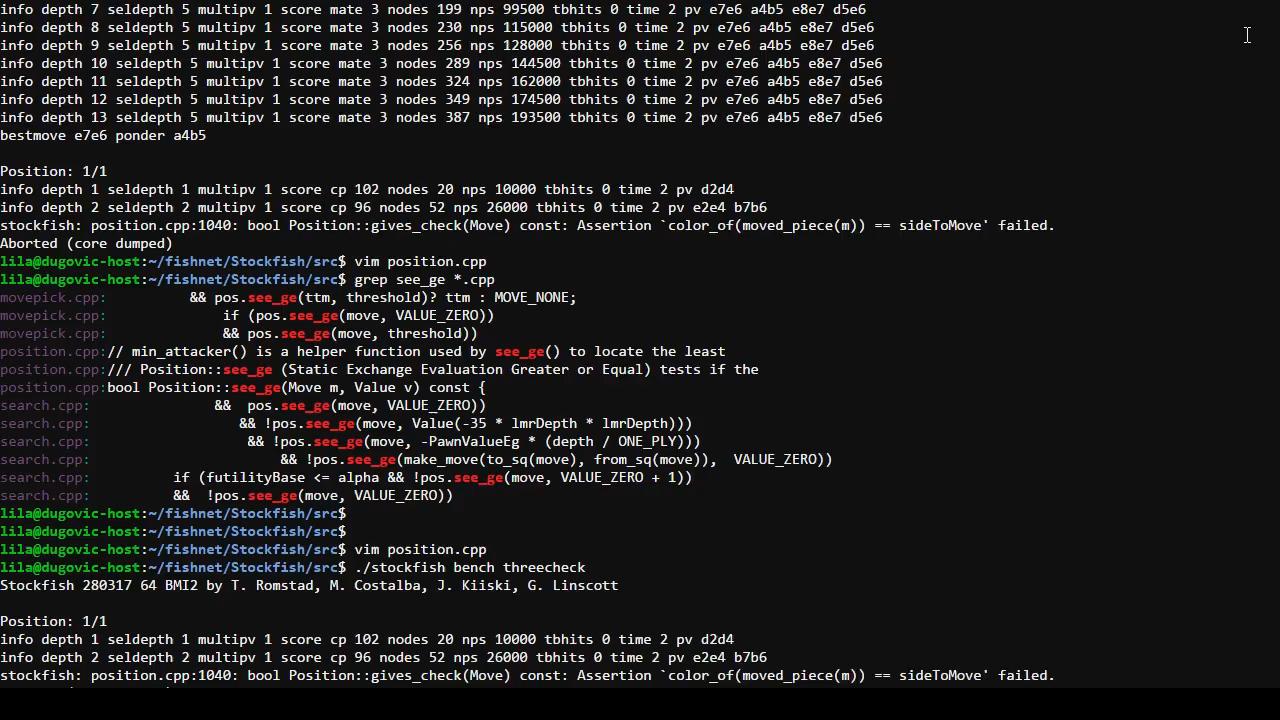 info depth 7 seldepth 5 multipv 1 score mate 3 nodes 199 nps 99500 tbhits 0 time 2 pv e7e6 a4b5 e8e7 d5e6
info depth 8 seldepth 5 multipv 1 score mate 3 nodes 230 nps 115000 tbhits 0 time 2 pv e7e6 a4b5 e8e7 d5e6
info depth 9 seldepth 5 multipv 1 score mate 3 nodes 256 nps 128000 tbhits 0 time 2 pv e7e6 a4b5 e8e7 d5e6
info depth 10 seldepth 5 multipv 1 score mate 3 nodes 289 nps 144500 tbhits 0 time 2 pv e7e6 a4b5 e8e7 d5e6
info depth 11 seldepth 5 multipv 1 score mate 3 nodes 324 nps 162000 tbhits 0 time 2 pv e7e6 a4b5 e8e7 d5e6
info depth 12 seldepth 5 multipv 1 score mate 3 nodes 349 nps 174500 tbhits 0 time 2 pv e7e6 a4b5 e8e7 d5e6
info depth 13 seldepth 5 multipv 1 score mate 3 nodes 387 nps 193500 tbhits 0 time 2 pv e7e6 a4b5 e8e7 d5e6
bestmove e7e6 ponder a4b5
Position: 1/1
info depth 1 seldepth 1 multipv 1 score cp 102 nodes 20 nps 10000 tbhits 0 time 2 pv d2d4
info depth 2 seldepth 2 multipv 1 score cp 96 nodes 52 nps 26000 tbhits 0 time 2 pv e2e4 b7b6
stockfish: position.cpp:1040: bool Position::gives_check(Move) const: Assertion `color_of(moved_piece(m)) == sideToMove' failed.
Aborted (core dumped)
lila@dugovic-host:~/fishnet/Stockfish/src$ vim position.cpp
lila@dugovic-host:~/fishnet/Stockfish/src$ grep see_ge *.cpp
movepick.cpp:          && pos.see_ge(ttm, threshold)? ttm : MOVE_NONE;
movepick.cpp:              if (pos.see_ge(move, VALUE_ZERO))
movepick.cpp:              && pos.see_ge(move, threshold))
position.cpp:// min_attacker() is a helper function used by see_ge() to locate the least
position.cpp:/// Position::see_ge (Static Exchange Evaluation Greater or Equal) tests if the
position.cpp:bool Position::see_ge(Move m, Value v) const {
search.cpp:               &&  pos.see_ge(move, VALUE_ZERO))
search.cpp:                  && !pos.see_ge(move, Value(-35 * lmrDepth * lmrDepth)))
search.cpp:                   && !pos.see_ge(move, -PawnValueEg * (depth / ONE_PLY)))
search.cpp:                       && !pos.see_ge(make_move(to_sq(move), from_sq(move)),  VALUE_ZERO))
search.cpp:          if (futilityBase <= alpha && !pos.see_ge(move, VALUE_ZERO + 1))
search.cpp:          &&  !pos.see_ge(move, VALUE_ZERO))
lila@dugovic-host:~/fishnet/Stockfish/src$
lila@dugovic-host:~/fishnet/Stockfish/src$
lila@dugovic-host:~/fishnet/Stockfish/src$ vim position.cpp
lila@dugovic-host:~/fishnet/Stockfish/src$ ./stockfish bench threecheck
Stockfish 280317 64 BMI2 by T. Romstad, M. Costalba, J. Kiiski, G. Linscott
Position: 1/1
info depth 1 seldepth 1 multipv 1 score cp 102 nodes 20 nps 10000 tbhits 0 time 2 pv d2d4
info depth 2 seldepth 2 multipv 1 score cp 96 nodes 52 nps 26000 tbhits 0 time 2 pv e2e4 b7b6
stockfish: position.cpp:1040: bool Position::gives_check(Move) const: Assertion `color_of(moved_piece(m)) == sideToMove' failed.